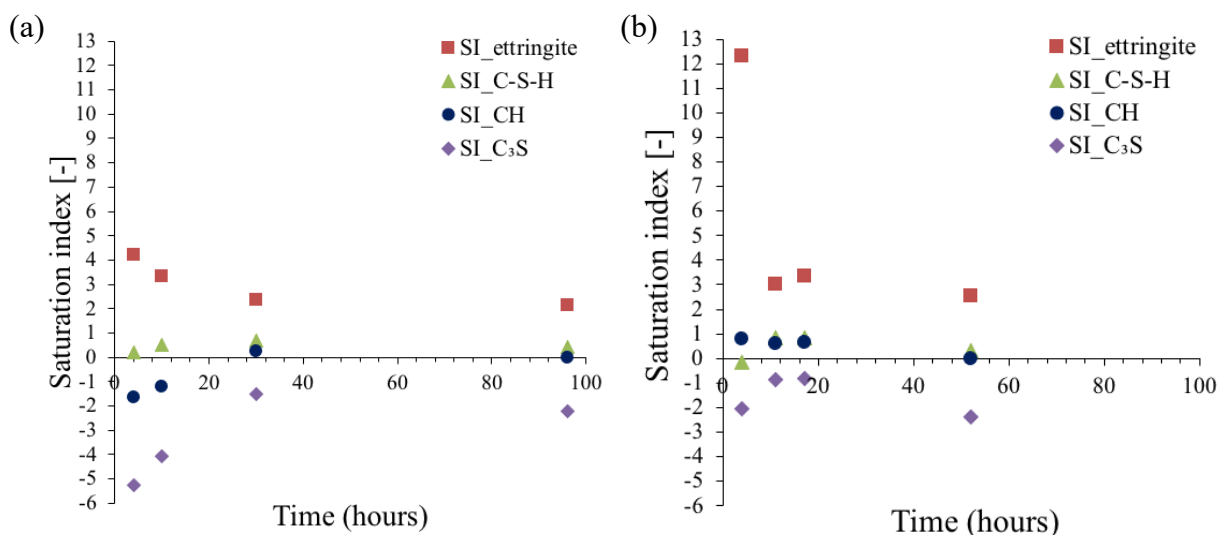 (a)
13
12
11
10
9
8
7
6
5
4
3
2
1
0
-1
-2
-3
-4
-5
-6
Saturation index [-]
SI_ettringite
SI_C-S-H
SI_CH
SI_C₃S
0 20 40 60 80 100
Time (hours)
(b)
13
12
11
10
9
8
7
6
5
4
3
2
1
0
-1
-2
-3
-4
-5
-6
Saturation index [-]
SI_ettringite
SI_C-S-H
SI_CH
SI_C₃S
0 20 40 60 80 100
Time (hours)